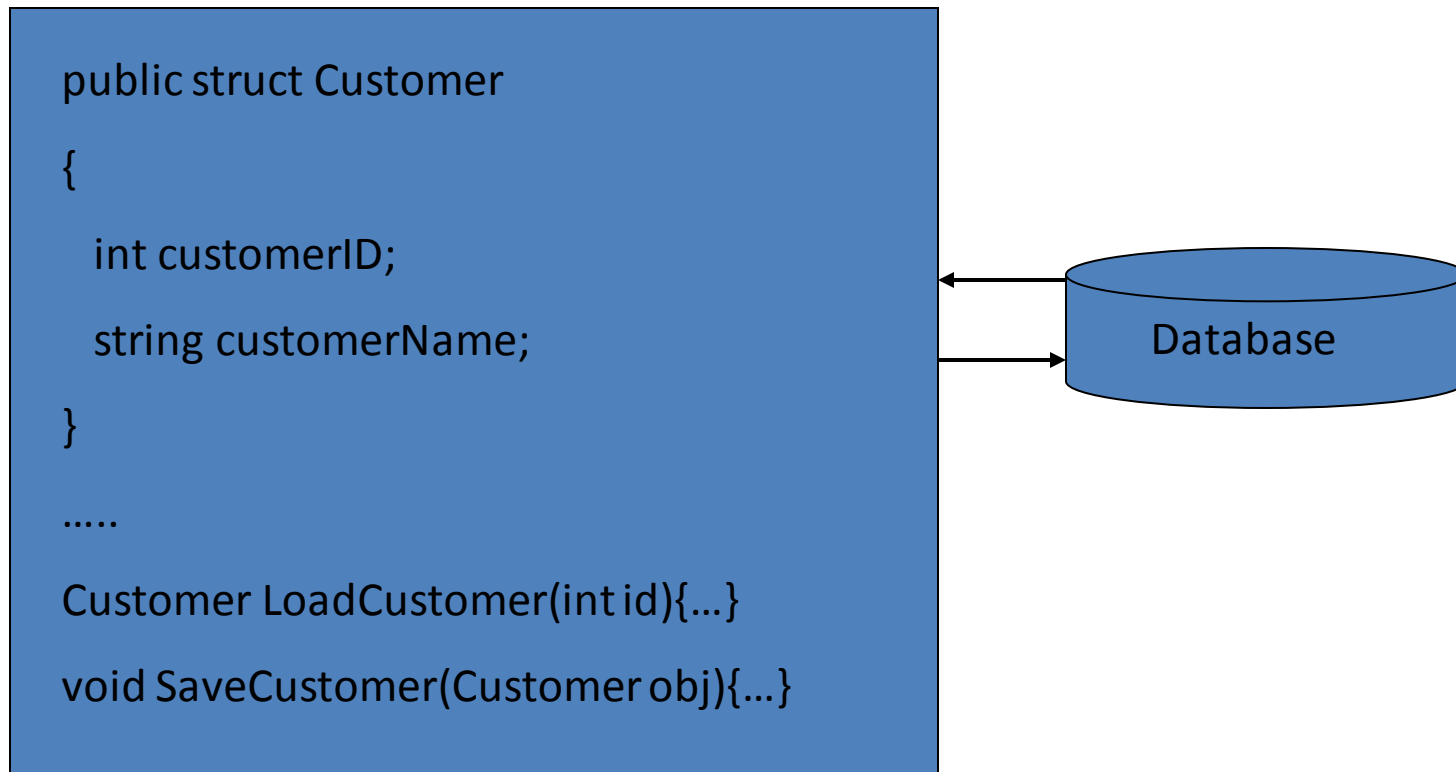 public struct Customer
{
int customerID;
string customerName;
}
…..
Customer LoadCustomer(int id){…}
void SaveCustomer(Customer obj){…}
Database